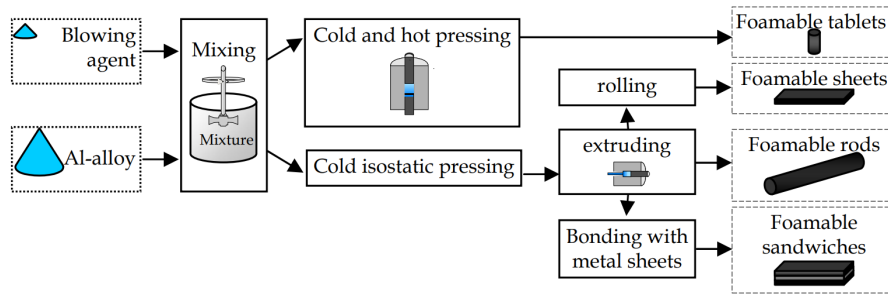 Blowing
agent
Al-alloy
Mixing
Mixture
Cold and hot pressing
Cold isostatic pressing
rolling
extruding
Bonding with
metal sheets
Foamable tablets
Foamable sheets
Foamable rods
Foamable
sandwiches